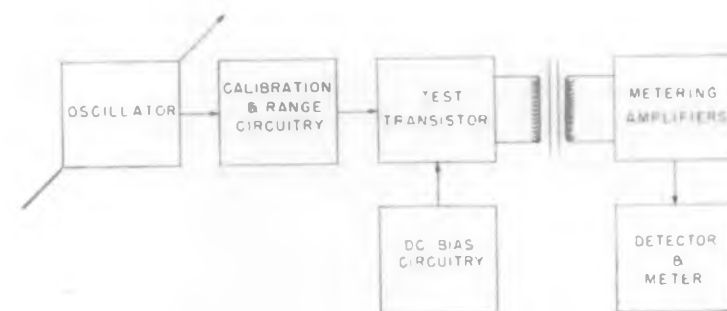 OSCILLATOR
CALIBRATION
& RANGE
CIRCUITRY
TEST
TRANSISTOR
METERING
AMPLIFIERS
DC BIAS
CIRCUITRY
DETECTOR
&
METER